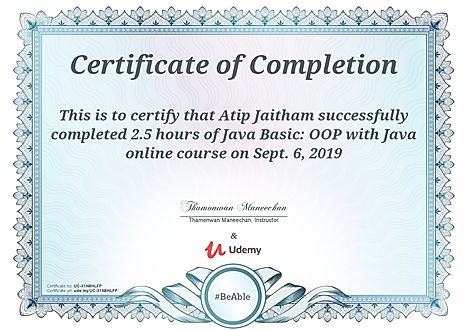 Certificate of Completion
This is to certify that Atip Jaitham successfully
completed 2.5 hours of Java Basic: OOP with Java
online course on Sept. 6, 2019
Thamonwan Maneechan
Thamonwan Maneechan, Instructor
&
Udemy
Certificate no: UC-X1N8HLFP
Certificate url: ude.my/UC-X1N8HLFP
#BeAble